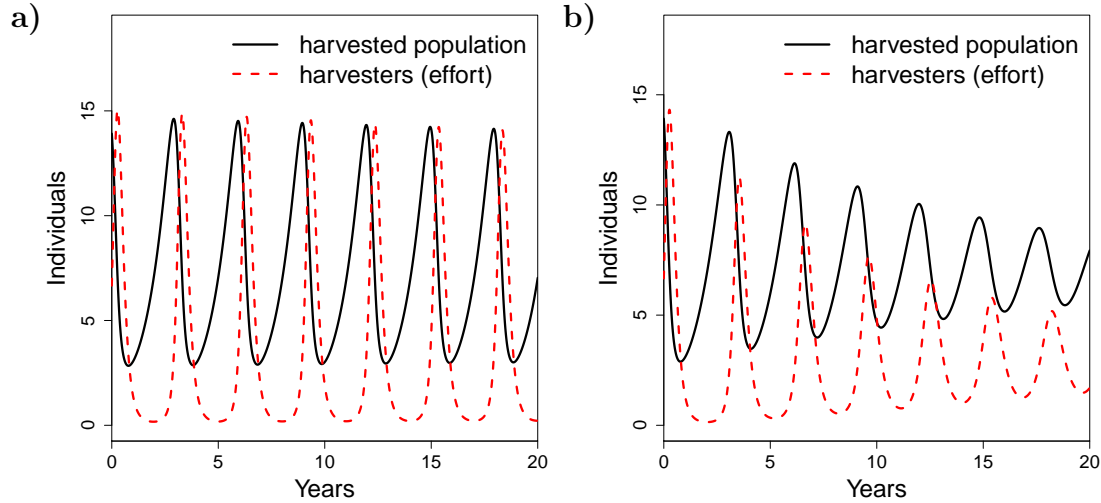 a)
harvested population
harvesters (effort)
Individuals
15
10
5
0
0 5 10 15 20
Years
b)
harvested population
harvesters (effort)
Individuals
15
10
5
0
0 5 10 15 20
Years